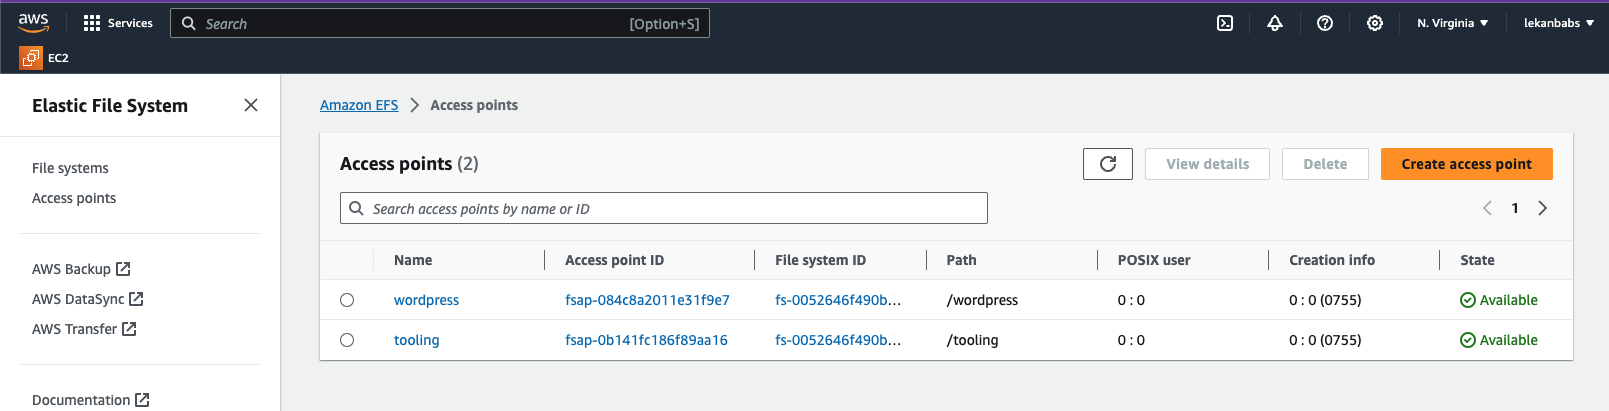 aws Services Search [Option+S] N. Virginia lekanbabs
EC2
Elastic File System
File systems
Access points
AWS Backup
AWS DataSync
AWS Transfer
Documentation
Amazon EFS > Access points
Access points (2) View details Delete Create access point
Search access points by name or ID 1
Name Access point ID File system ID Path POSIX user Creation info State
wordpress fsap-084c8a2011e31f9e7 fs-0052646f490b... /wordpress 0 : 0 0 : 0 (0755) Available
tooling fsap-0b141fc186f89aa16 fs-0052646f490b... /tooling 0 : 0 0 : 0 (0755) Available